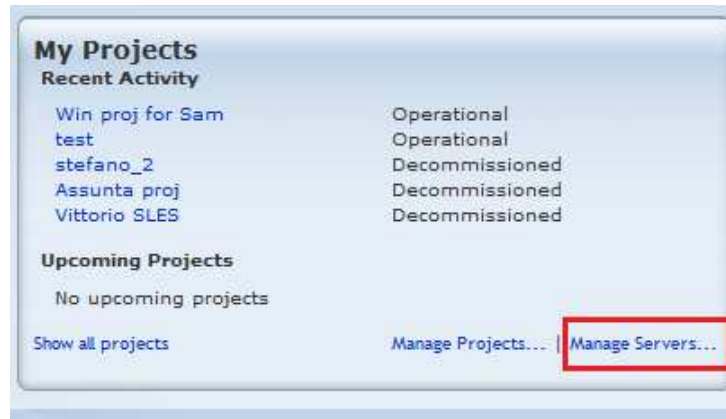 My Projects
Recent Activity
Win proj for Sam Operational
test Operational
stefano_2 Decommissioned
Assunta proj Decommissioned
Vittorio SLES Decommissioned
Upcoming Projects
No upcoming projects
Show all projects Manage Projects... | Manage Servers...